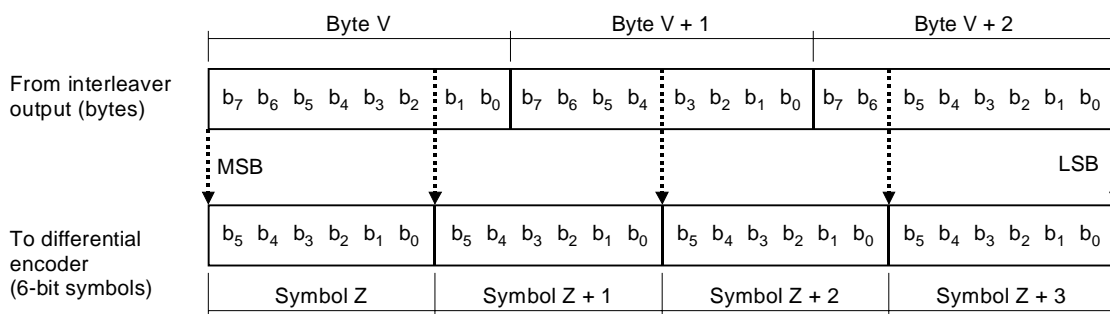 Byte V Byte V + 1 Byte V + 2
From interleaver
output (bytes)
b7 b6 b5 b4 b3 b2 b1 b0 b7 b6 b5 b4 b3 b2 b1 b0 b7 b6 b5 b4 b3 b2 b1 b0
MSB LSB
To differential
encoder
(6-bit symbols)
b5 b4 b3 b2 b1 b0 b5 b4 b3 b2 b1 b0 b5 b4 b3 b2 b1 b0 b5 b4 b3 b2 b1 b0
Symbol Z Symbol Z + 1 Symbol Z + 2 Symbol Z + 3